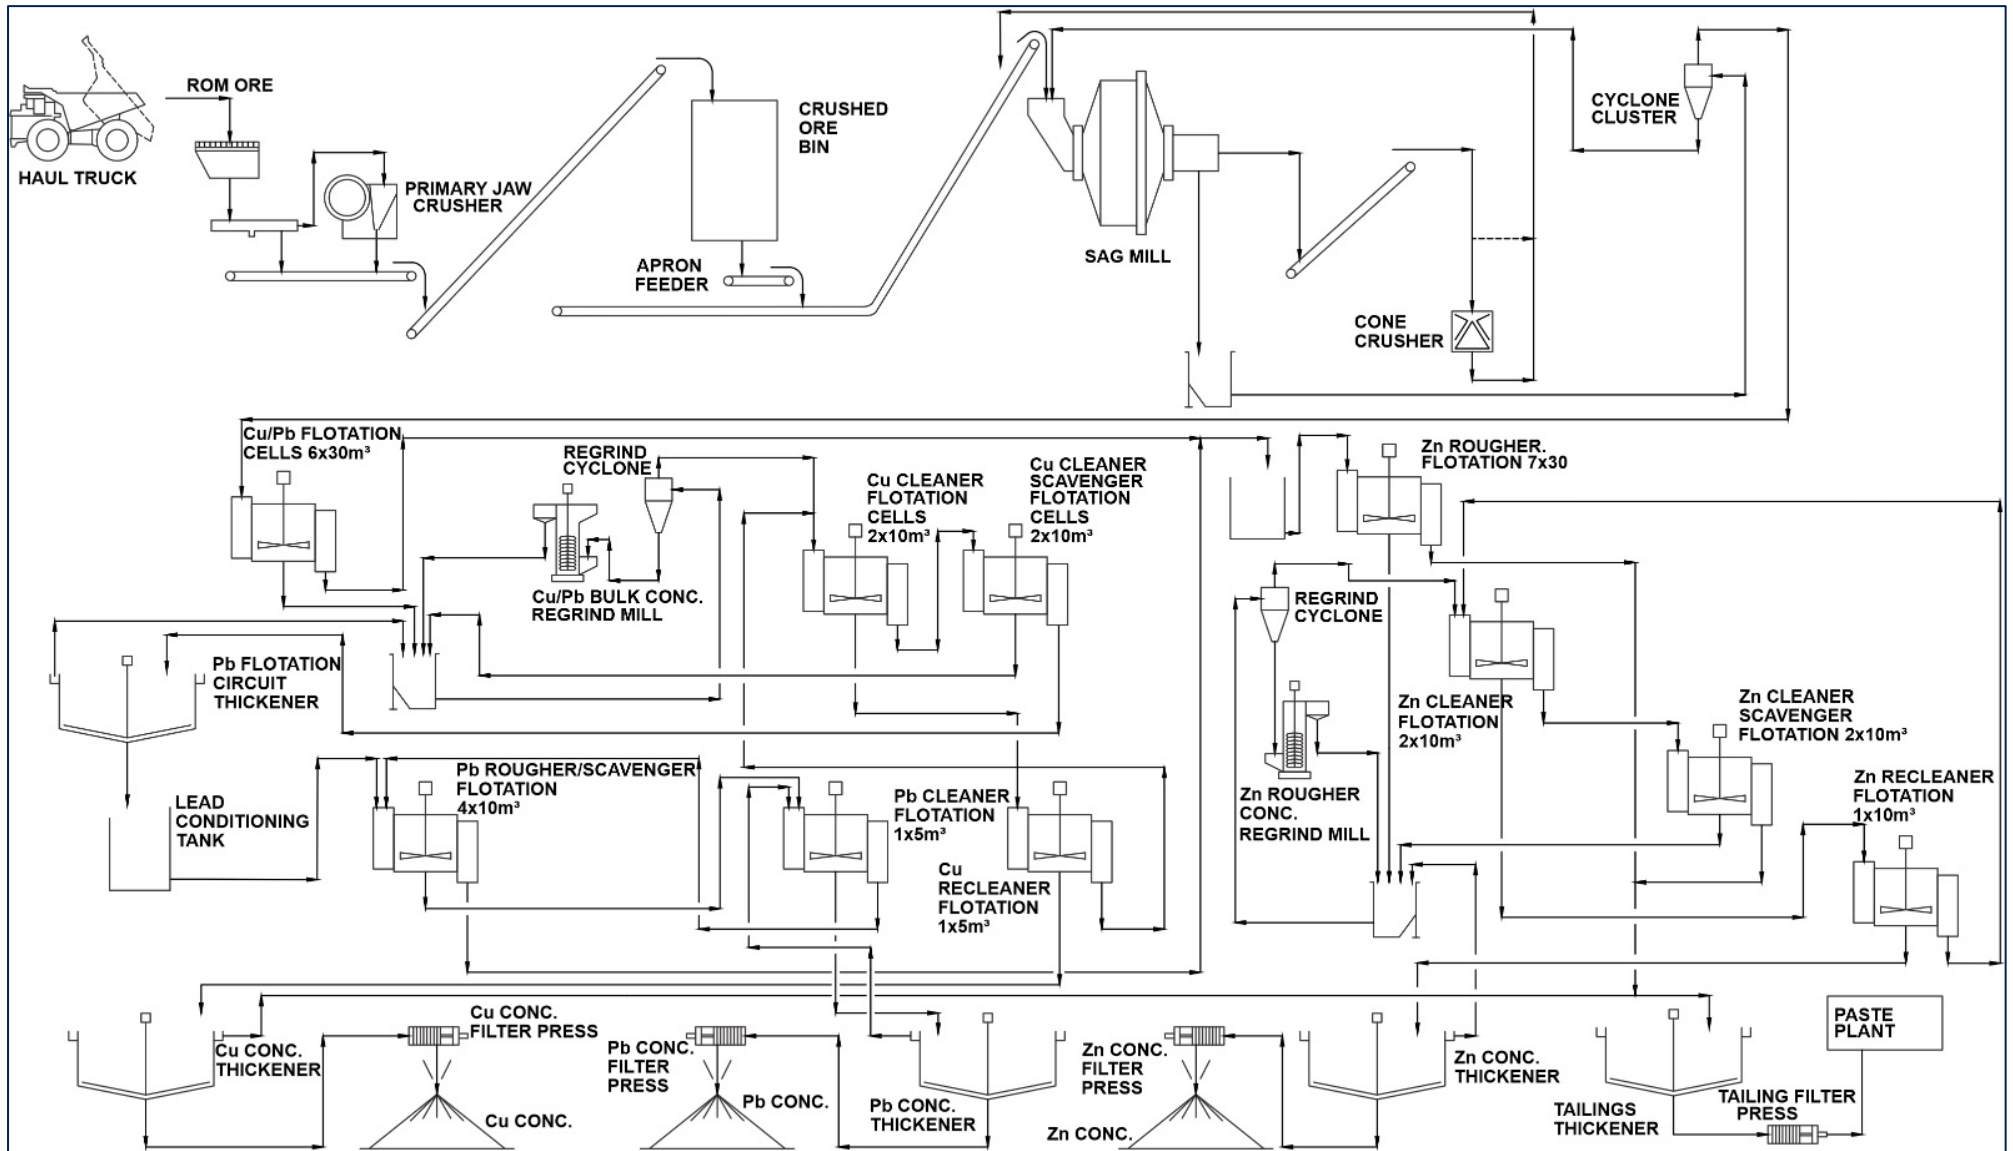 ROM ORE
HAUL TRUCK
PRIMARY JAW
CRUSHER
CRUSHED
ORE
BIN
APRON
FEEDER
SAG MILL
CYCLONE
CLUSTER
CONE
CRUSHER
Cu/Pb FLOTATION
CELLS 6x30m³
REGRIND
CYCLONE
Cu/Pb BULK CONC.
REGRIND MILL
Cu CLEANER
FLOTATION
CELLS
2x10m³
Cu CLEANER
SCAVENGER
FLOTATION
CELLS
2x10m³
Zn ROUGHER.
FLOTATION 7x30
REGRIND
CYCLONE
Pb FLOTATION
CIRCUIT
THICKENER
Zn CLEANER
FLOTATION
2x10m³
Zn CLEANER
SCAVENGER
FLOTATION 2x10m³
LEAD
CONDITIONING
TANK
Pb ROUGHER/SCAVENGER
FLOTATION
4x10m³
Pb CLEANER
FLOTATION
1x5m³
Cu
RECLEANER
FLOTATION
1x5m³
Zn ROUGHER
CONC.
REGRIND MILL
Zn RECLEANER
FLOTATION
1x10m³
Cu CONC.
THICKENER
Cu CONC.
FILTER PRESS
Cu CONC.
Pb CONC.
FILTER
PRESS
Pb CONC.
Pb CONC.
THICKENER
Zn CONC.
FILTER
PRESS
Zn CONC.
Zn CONC.
THICKENER
TAILINGS
THICKENER
TAILING FILTER
PRESS
PASTE
PLANT